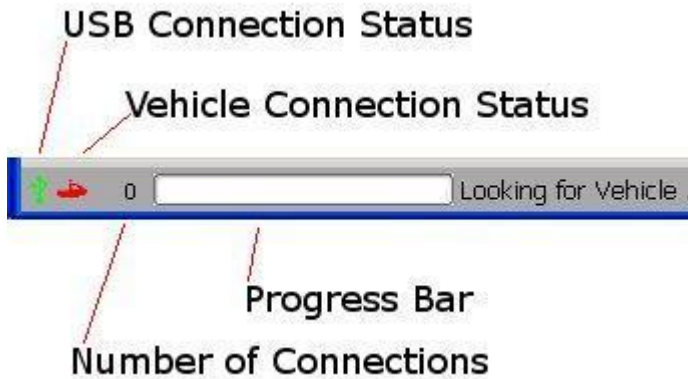 USB Connection Status
Vehicle Connection Status
0
Looking for Vehicle
Progress Bar
Number of Connections